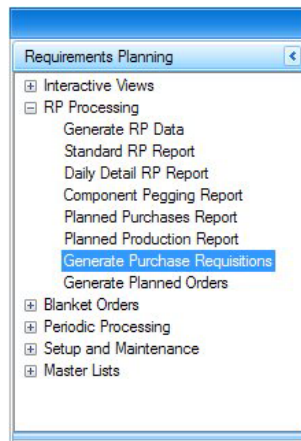 Requirements Planning
Interactive Views
RP Processing
Generate RP Data
Standard RP Report
Daily Detail RP Report
Component Pegging Report
Planned Purchases Report
Planned Production Report
Generate Purchase Requisitions
Generate Planned Orders
Blanket Orders
Periodic Processing
Setup and Maintenance
Master Lists